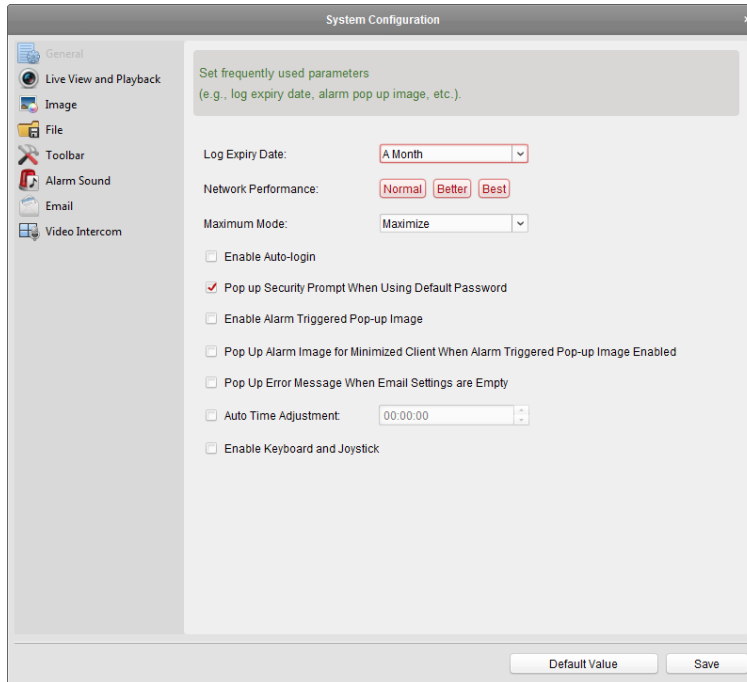 System Configuration
General
Live View and Playback
Image
File
Toolbar
Alarm Sound
Email
Video Intercom
Set frequently used parameters
(e.g., log expiry date, alarm pop up image, etc.).
Log Expiry Date: A Month
Network Performance: Normal Better Best
Maximum Mode: Maximize
Enable Auto-login
Pop up Security Prompt When Using Default Password
Enable Alarm Triggered Pop-up Image
Pop Up Alarm Image for Minimized Client When Alarm Triggered Pop-up Image Enabled
Pop Up Error Message When Email Settings are Empty
Auto Time Adjustment: 00:00:00
Enable Keyboard and Joystick
Default Value Save